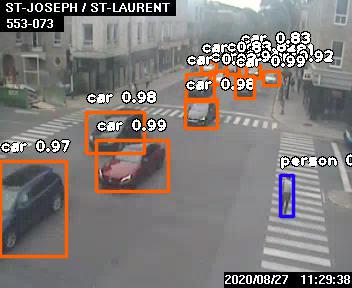 ST-JOSEPH / ST-LAURENT
553-073
car 0.83
car 0.99
car 0.98
car 0.98
car 0.99
car 0.97
person 0
2020/08/27 11:29:38